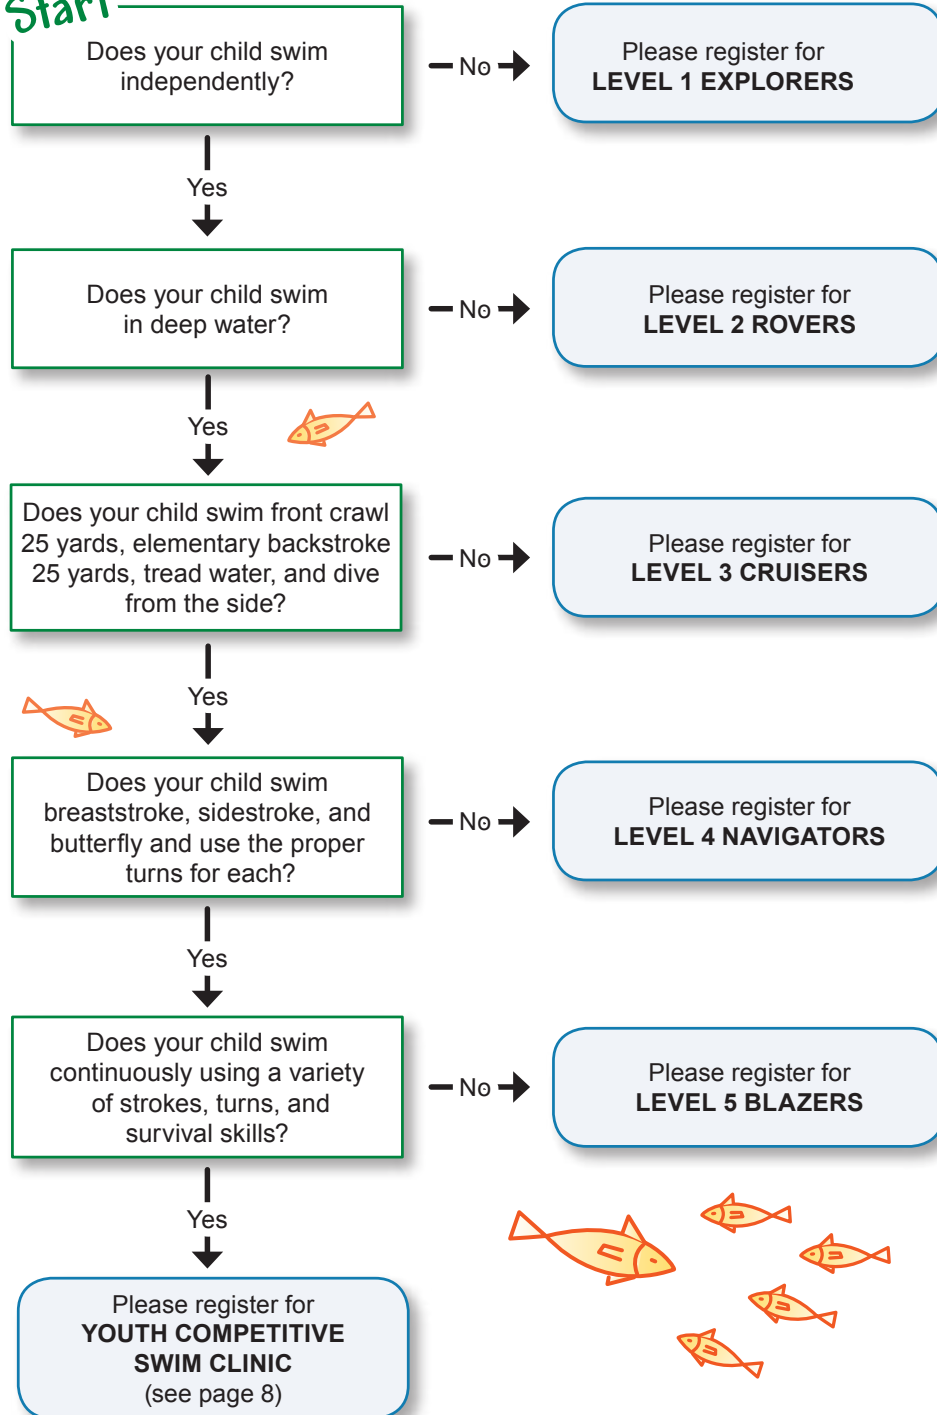 Start
Does your child swim
independently?
No
Please register for
LEVEL 1 EXPLORERS
Yes
Does your child swim
in deep water?
No
Please register for
LEVEL 2 ROVERS
Yes
Does your child swim front crawl
25 yards, elementary backstroke
25 yards, tread water, and dive
from the side?
No
Please register for
LEVEL 3 CRUISERS
Yes
Does your child swim
breaststroke, sidestroke, and
butterfly and use the proper
turns for each?
No
Please register for
LEVEL 4 NAVIGATORS
Yes
Does your child swim
continuously using a variety
of strokes, turns, and
survival skills?
No
Please register for
LEVEL 5 BLAZERS
Yes
Please register for
YOUTH COMPETITIVE
SWIM CLINIC
(see page 8)